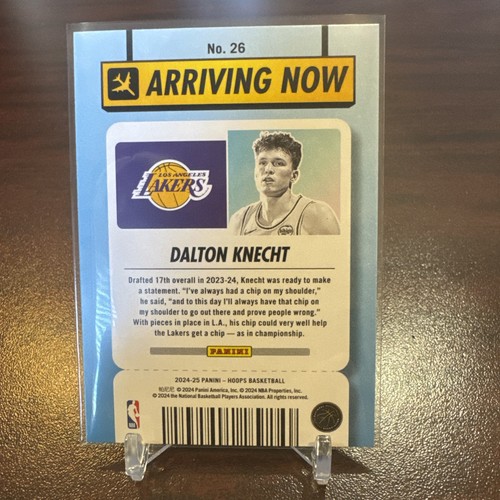 No. 26
ARRIVING NOW
LOS ANGELES
LAKERS
DALTON KNECHT
Drafted 17th overall in 2023-24, Knecht was ready to make
a statement. “I’ve always had a chip on my shoulder,”
he said, “and to this day I’ll always have that chip on
my shoulder to go out there and prove people wrong.”
With pieces in place in L.A., his chip could very well help
the Lakers get a chip — as in championship.
PANINI
2024-25 PANINI – HOOPS BASKETBALL
© 2024 Panini America, Inc. © 2024 NBA Properties, Inc.
© 2024 the National Basketball Players Association. All rights reserved.